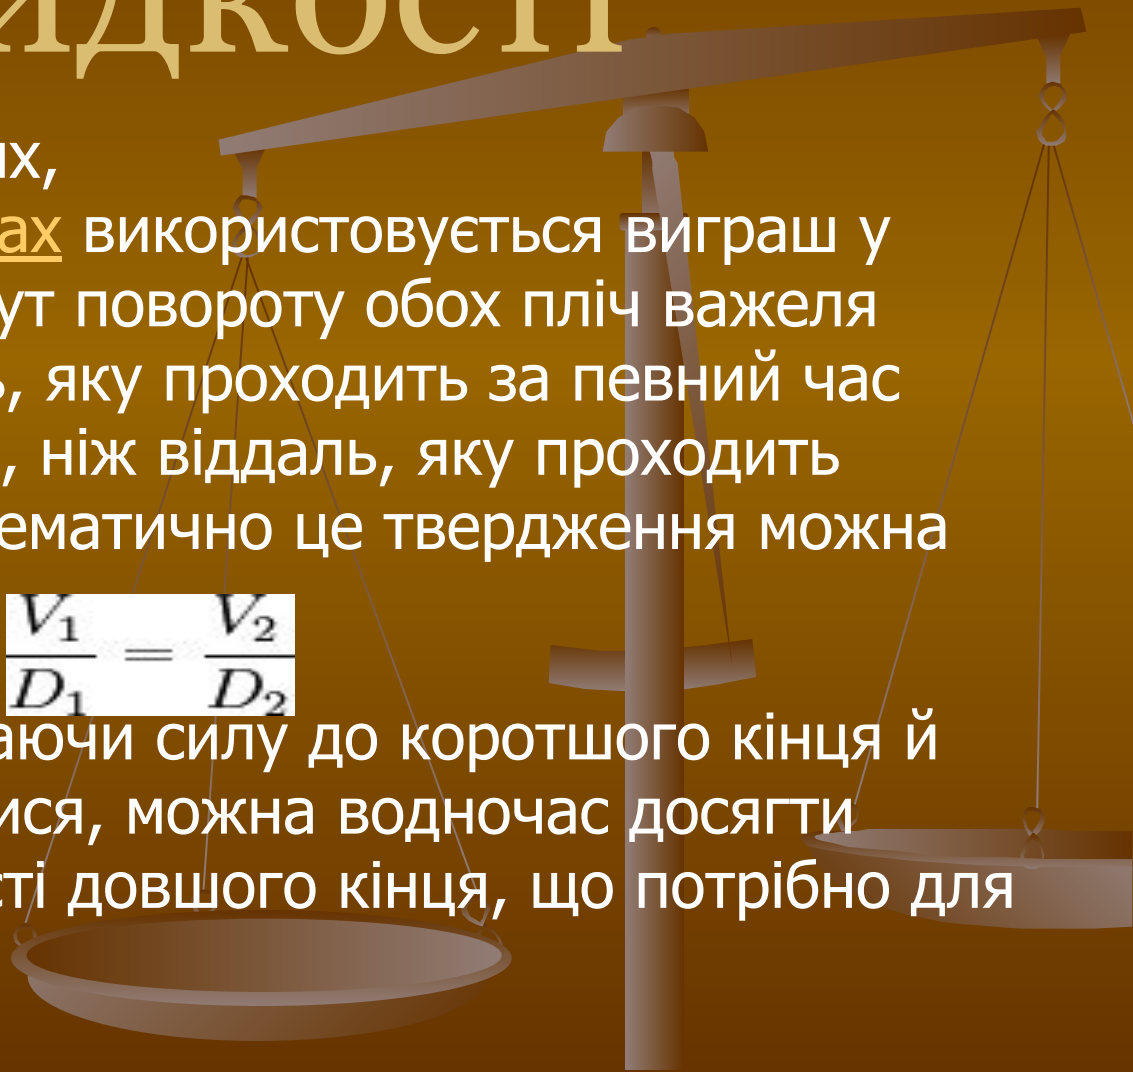 идкості
их,
ах використовується виграш у
ут повороту обох пліч важеля
ь, яку проходить за певний час
, ніж віддаль, яку проходить
ематично це твердження можна
V₁/D₁ = V₂/D₂
аючи силу до коротшого кінця й
ися, можна водночас досягти
сті довшого кінця, що потрібно для